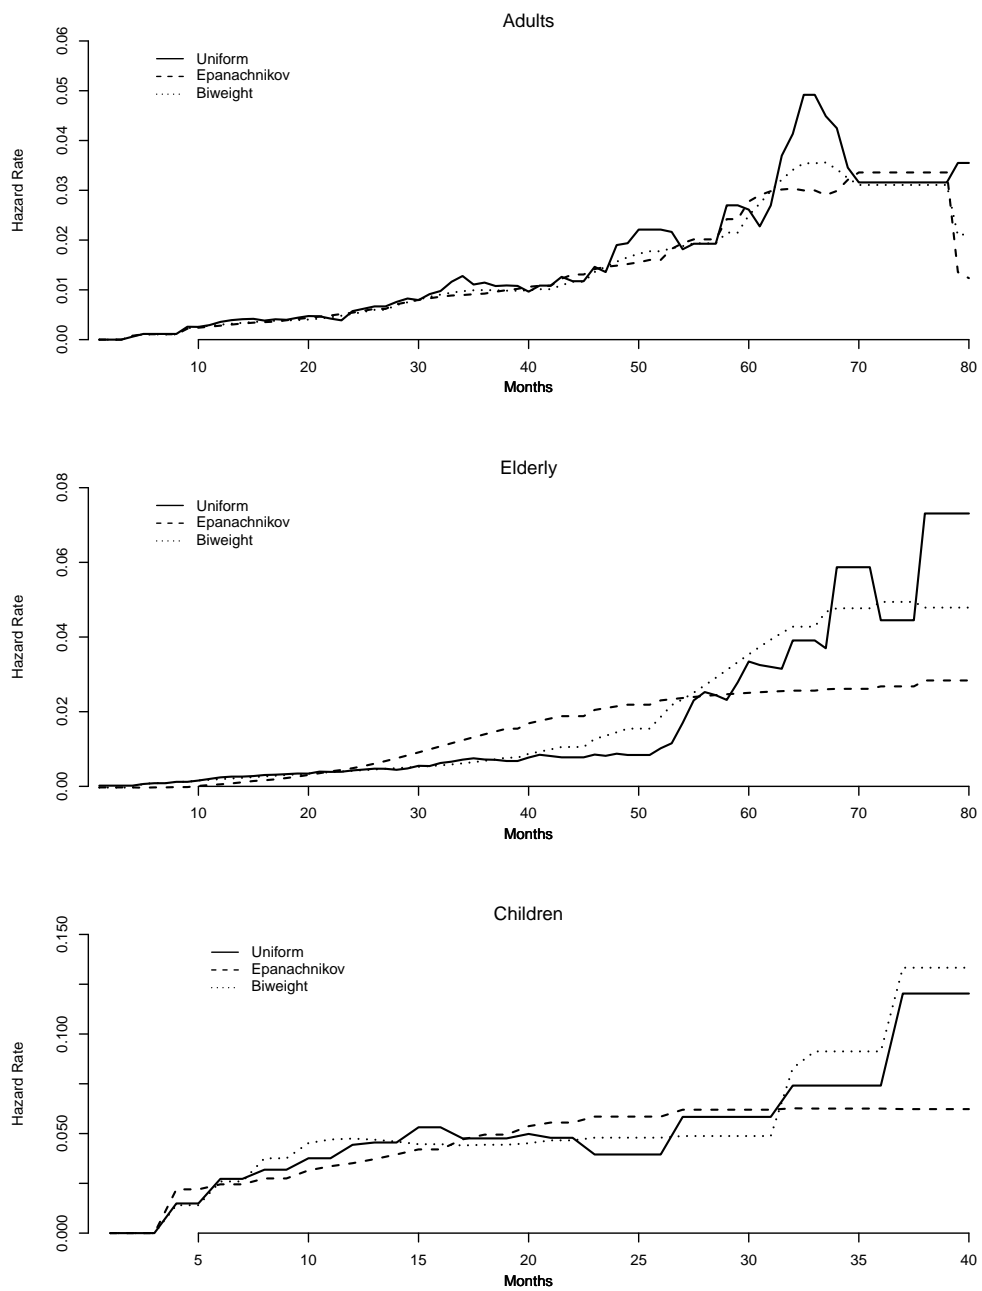 Adults
Uniform
Epanachnikov
Biweight
Hazard Rate
0.00 0.01 0.02 0.03 0.04 0.05 0.06
10 20 30 40 50 60 70 80
Months
Elderly
Uniform
Epanachnikov
Biweight
Hazard Rate
0.00 0.02 0.04 0.06 0.08
10 20 30 40 50 60 70 80
Months
Children
Uniform
Epanachnikov
Biweight
Hazard Rate
0.000 0.050 0.100 0.150
5 10 15 20 25 30 35 40
Months